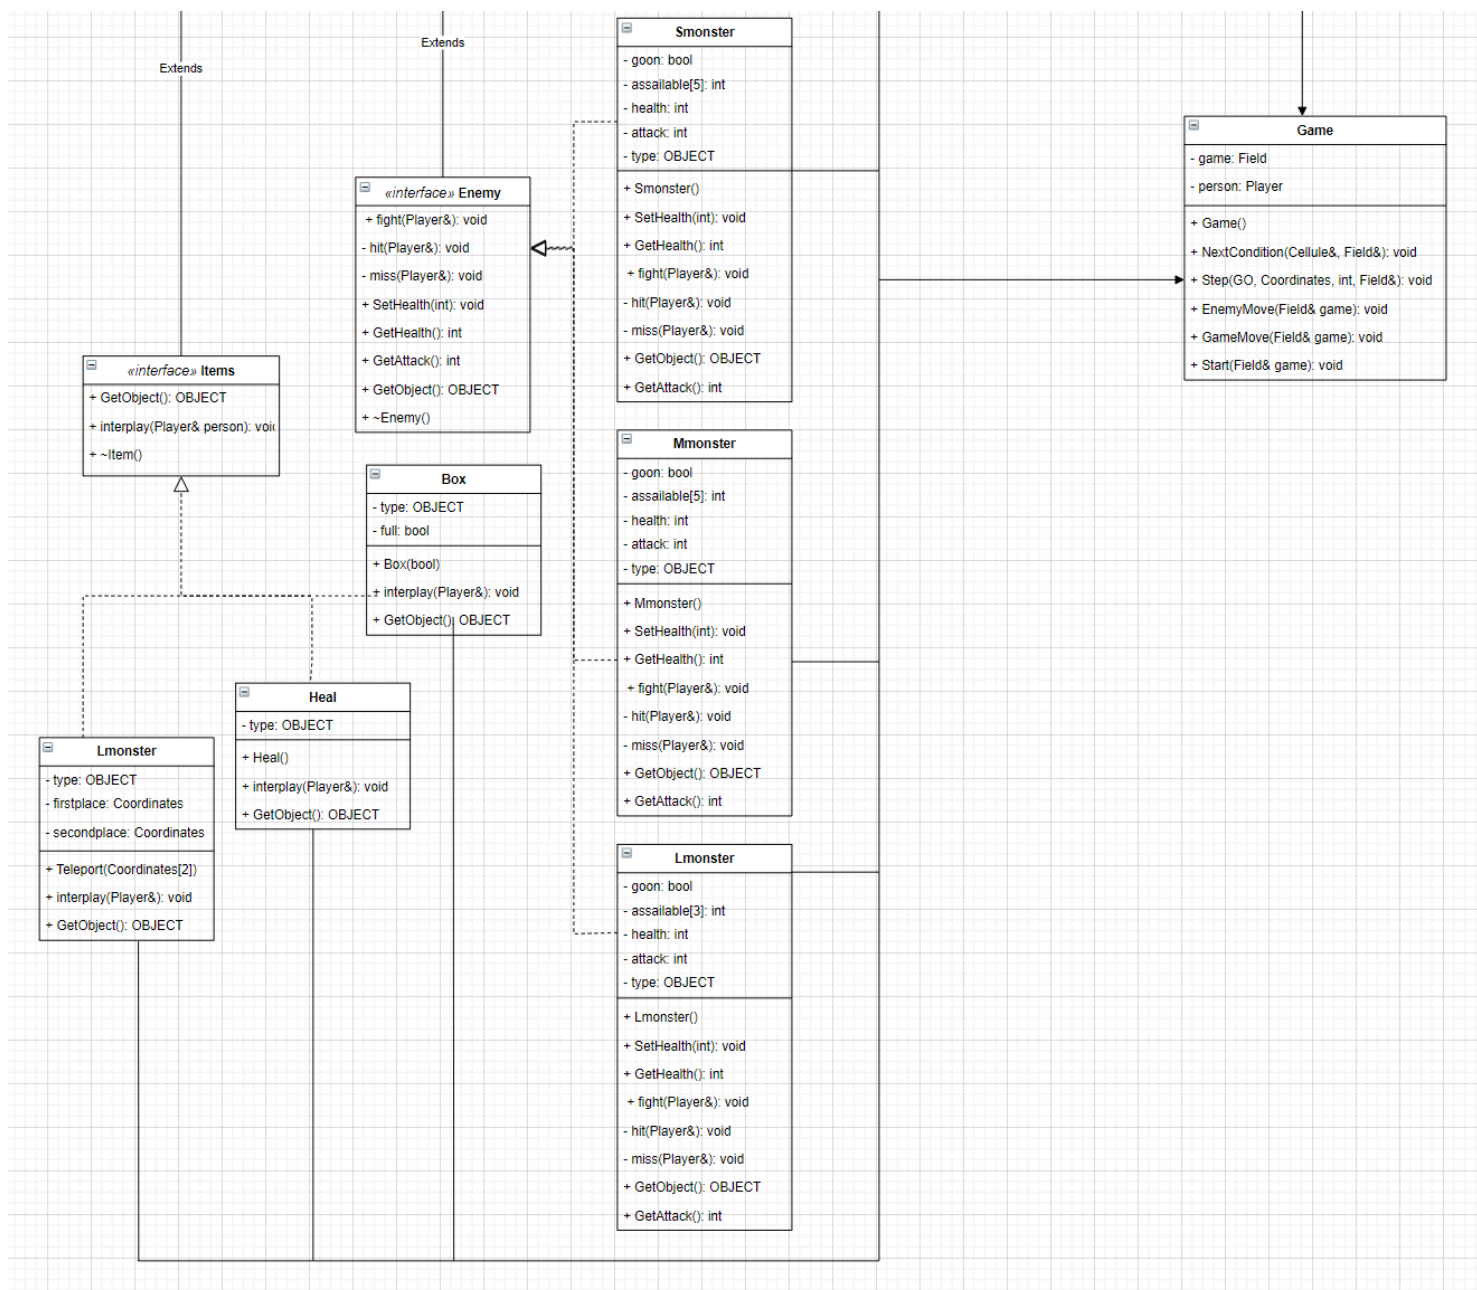 Extends
Extends
Smonster
- goon: bool
- assailable[5]: int
- health: int
- attack: int
- type: OBJECT
+ Smonster()
+ SetHealth(int): void
+ GetHealth(): int
+ fight(Player&): void
- hit(Player&): void
- miss(Player&): void
+ GetObject(): OBJECT
+ GetAttack(): int
Game
- game: Field
- person: Player
+ Game()
+ NextCondition(Cellule&, Field&): void
+ Step(GO, Coordinates, int, Field&): void
+ EnemyMove(Field& game): void
+ GameMove(Field& game): void
+ Start(Field& game): void
«interface» Enemy
+ fight(Player&): void
- hit(Player&): void
- miss(Player&): void
+ SetHealth(int): void
+ GetHealth(): int
+ GetAttack(): int
+ GetObject(): OBJECT
+ ~Enemy()
«interface» Items
+ GetObject(): OBJECT
+ interplay(Player& person): voi
+ ~Item()
Box
- type: OBJECT
- full: bool
+ Box(bool)
+ interplay(Player&): void
+ GetObject(): OBJECT
Mmonster
- goon: bool
- assailable[5]: int
- health: int
- attack: int
- type: OBJECT
+ Mmonster()
+ SetHealth(int): void
+ GetHealth(): int
+ fight(Player&): void
- hit(Player&): void
- miss(Player&): void
+ GetObject(): OBJECT
+ GetAttack(): int
Heal
- type: OBJECT
+ Heal()
+ interplay(Player&): void
+ GetObject(): OBJECT
Lmonster
- type: OBJECT
- firstplace: Coordinates
- secondplace: Coordinates
+ Teleport(Coordinates[2])
+ interplay(Player&): void
+ GetObject(): OBJECT
Lmonster
- goon: bool
- assailable[3]: int
- health: int
- attack: int
- type: OBJECT
+ Lmonster()
+ SetHealth(int): void
+ GetHealth(): int
+ fight(Player&): void
- hit(Player&): void
- miss(Player&): void
+ GetObject(): OBJECT
+ GetAttack(): int